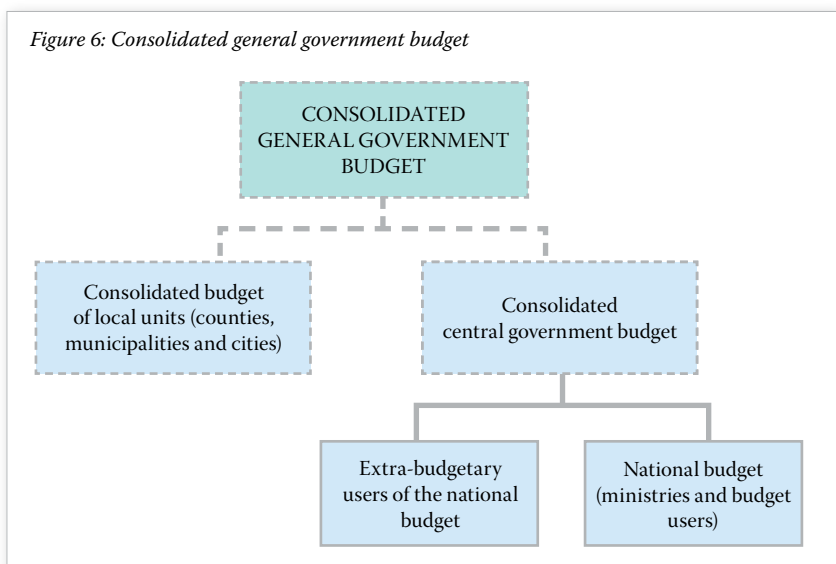 Figure 6: Consolidated general government budget
CONSOLIDATED
GENERAL GOVERNMENT
BUDGET
Consolidated budget
of local units (counties,
municipalities and cities)
Consolidated
central government budget
Extra-budgetary
users of the national
budget
National budget
(ministries and budget
users)